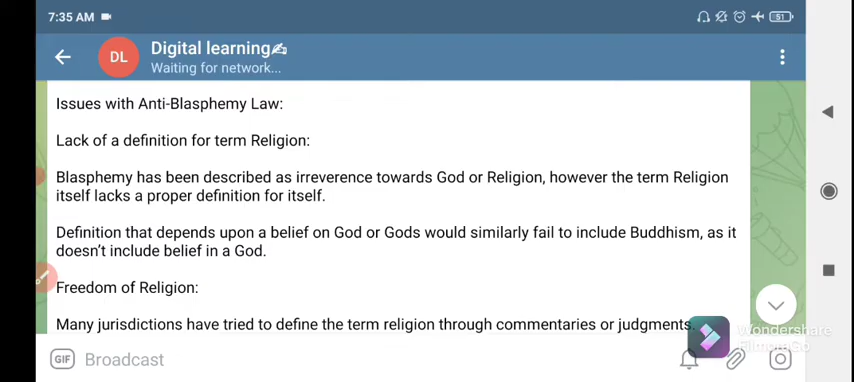 7:35 AM
51
DL
Digital learning✍
Waiting for network...
Issues with Anti-Blasphemy Law:
Lack of a definition for term Religion:
Blasphemy has been described as irreverence towards God or Religion, however the term Religion
itself lacks a proper definition for itself.
Definition that depends upon a belief on God or Gods would similarly fail to include Buddhism, as it
doesn't include belief in a God.
Freedom of Religion:
Many jurisdictions have tried to define the term religion through commentaries or judgments.
Wondershare
FilmoraGo
GIF
Broadcast